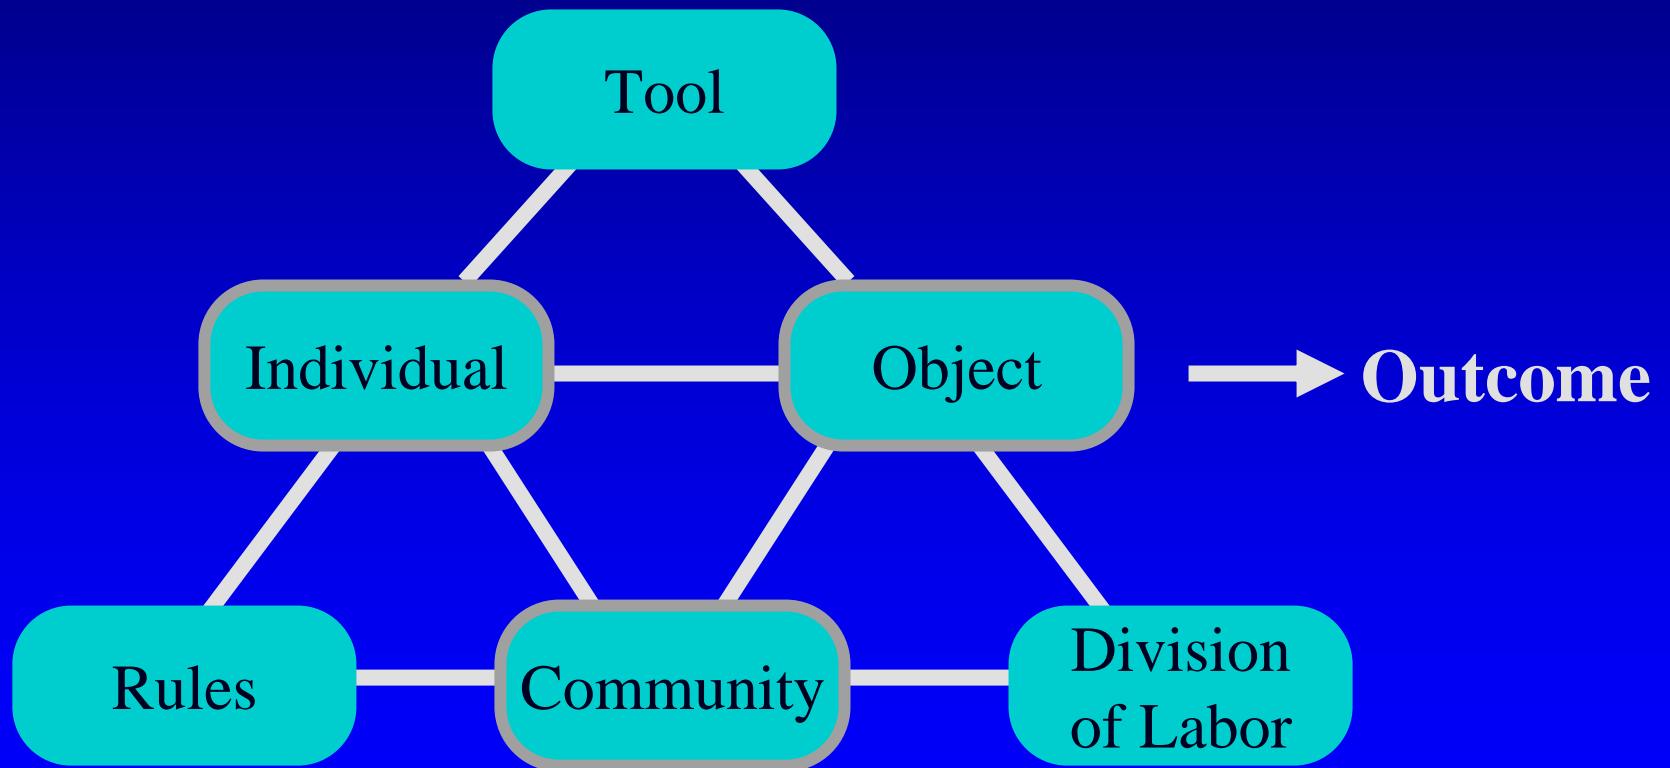 Tool
Individual
Object
Outcome
Rules
Community
Division
of Labor